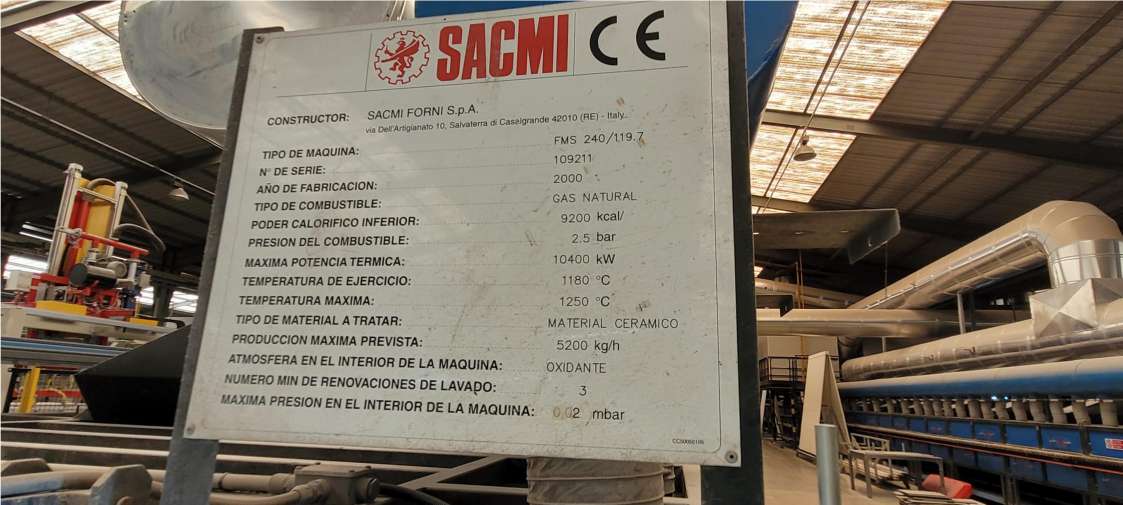 SACMI CE
CONSTRUCTOR: SACMI FORNI S.p.A.
via Dell'Artigianato 10, Salvaterra di Casalgrande 42010 (RE) - Italy.
TIPO DE MAQUINA: FMS 240/119.7
N° DE SERIE: 109211
AÑO DE FABRICACION: 2000
TIPO DE COMBUSTIBLE: GAS NATURAL
PODER CALORIFICO INFERIOR: 9200 kcal/
PRESION DEL COMBUSTIBLE: 2.5 bar
MAXIMA POTENCIA TERMICA: 10400 kW
TEMPERATURA DE EJERCICIO: 1180 °C
TEMPERATURA MAXIMA: 1250 °C
TIPO DE MATERIAL A TRATAR: MATERIAL CERAMICO
PRODUCCION MAXIMA PREVISTA: 5200 kg/h
ATMOSFERA EN EL INTERIOR DE LA MAQUINA: OXIDANTE
NUMERO MIN DE RENOVACIONES DE LAVADO: 3
MAXIMA PRESION EN EL INTERIOR DE LA MAQUINA: 0,02 mbar